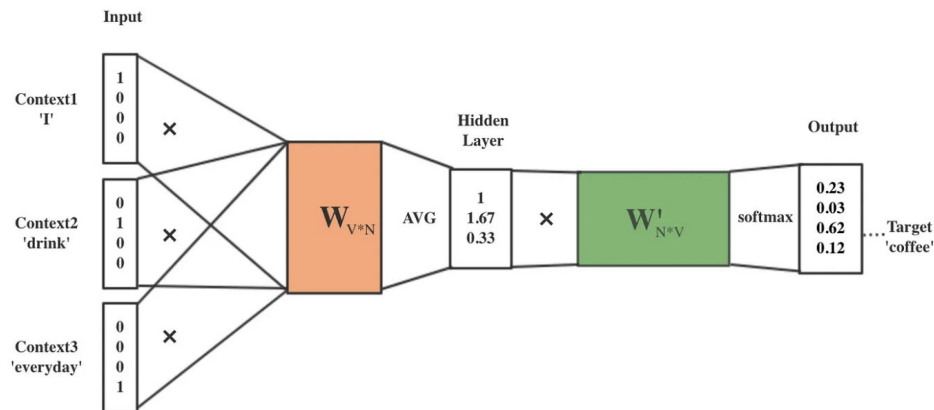 Input
Context1
'I'
1
0
0
0
×
Context2
'drink'
0
1
0
0
×
Context3
'everyday'
0
0
0
1
×
W V*N
AVG
Hidden
Layer
1
1.67
0.33
×
W' N*V
softmax
Output
0.23
0.03
0.62
0.12
Target
'coffee'